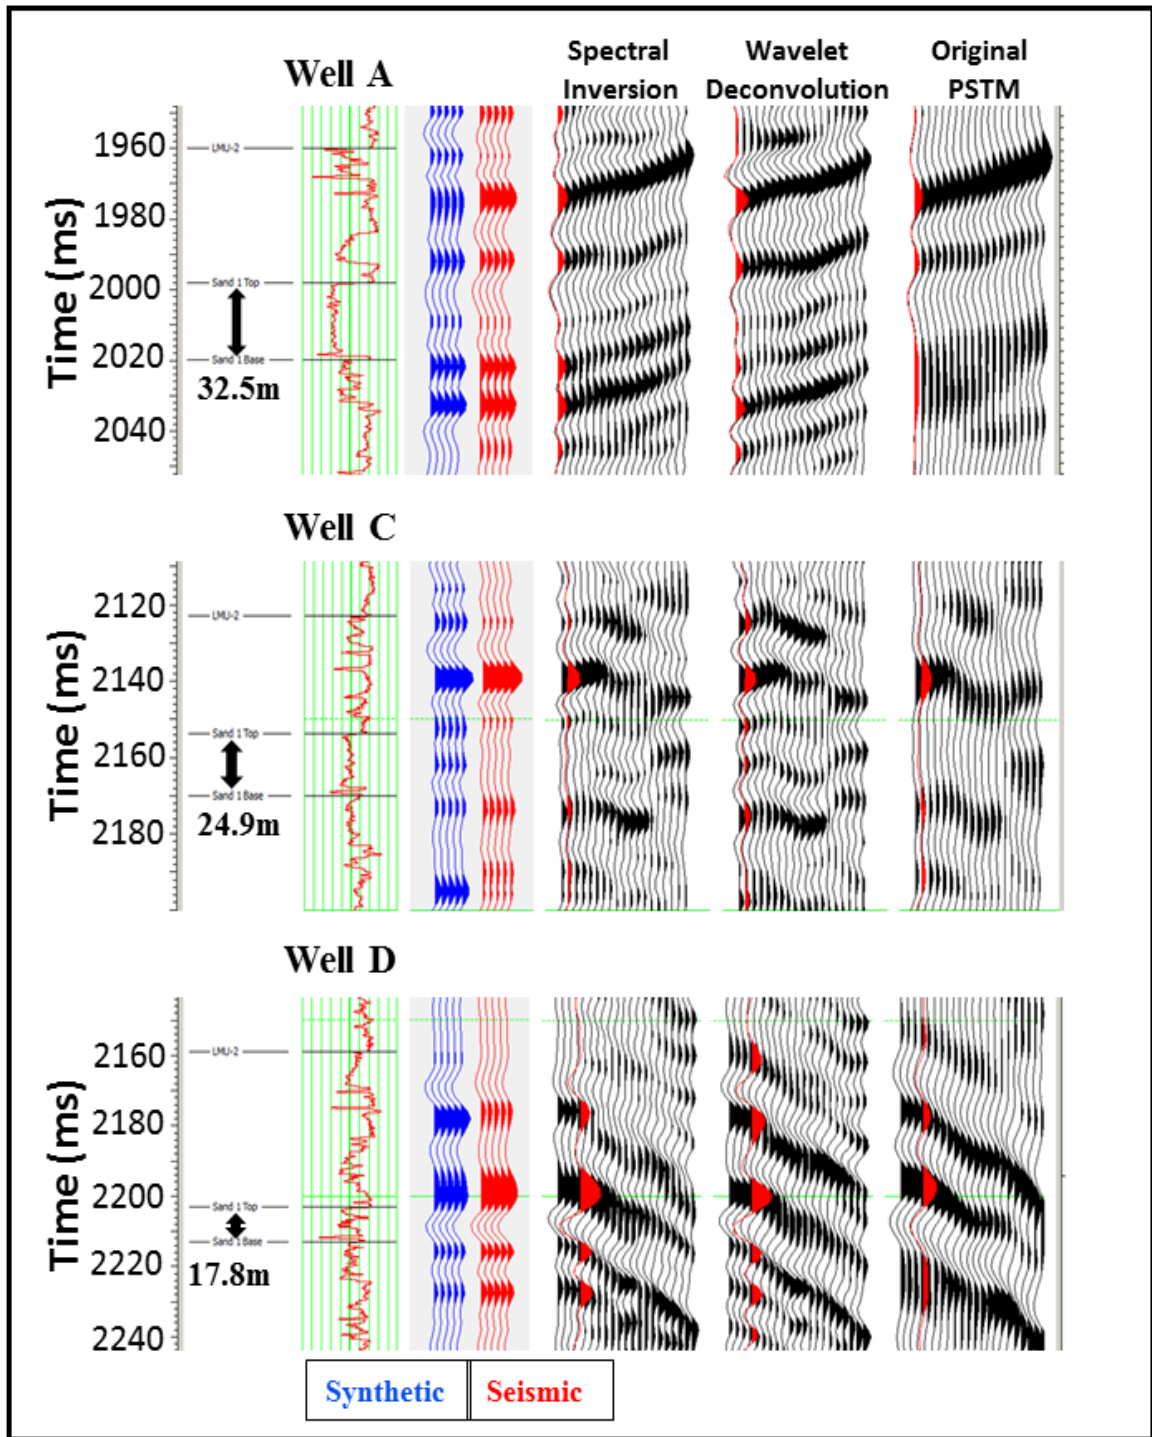 Spectral Inversion
Wavelet Deconvolution
Original PSTM
Well A
Time (ms)
1960
1980
2000
2020
2040
LMU-2
Sand 1 Top
Sand 1 Base
32.5m
Well C
Time (ms)
2120
2140
2160
2180
LMU-2
Sand 1 Top
Sand 1 Base
24.9m
Well D
Time (ms)
2160
2180
2200
2220
2240
LMU-2
Sand 1 Top
Sand 1 Base
17.8m
Synthetic
Seismic